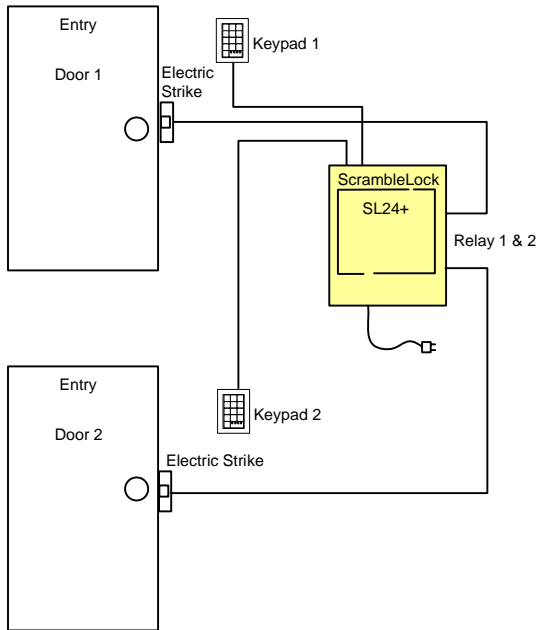 Entry
Door 1
Electric
Strike
Keypad 1
ScrambleLock
SL24+
Relay 1 & 2
Entry
Door 2
Keypad 2
Electric Strike